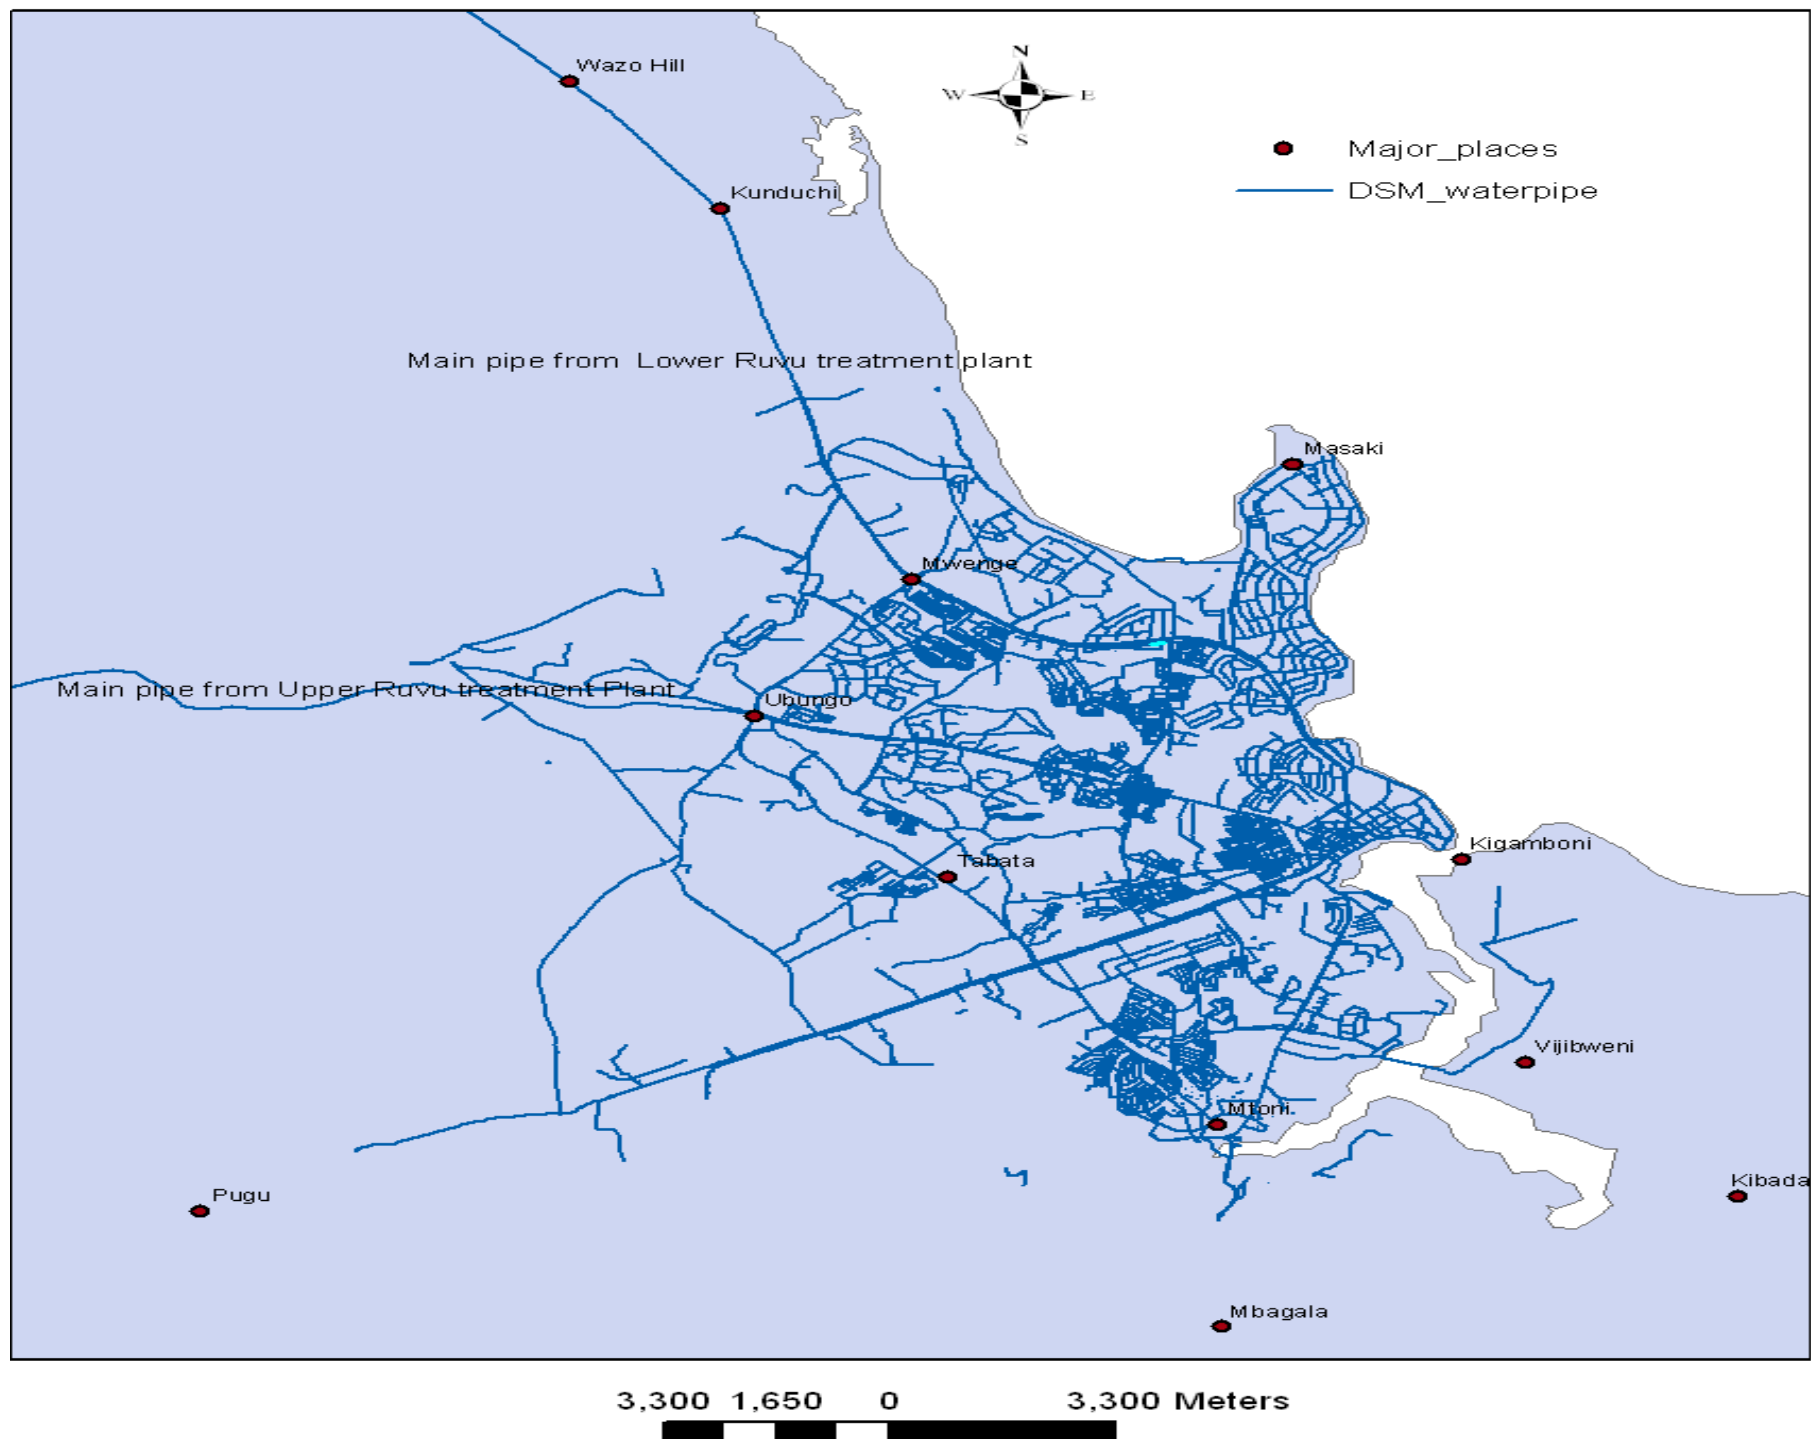 Wazo Hill
N
W
E
S
Major_places
Kunduchi
DSM_waterpipe
Main pipe from Lower Ruvu treatment plant
Masaki
Mwenge
Main pipe from Upper Ruvu treatment Plant
Ubungo
Kigamboni
Tabata
Vijibweni
Mtoni
Pugu
Kibada
Mbagala
3,300 1,650 0 3,300 Meters